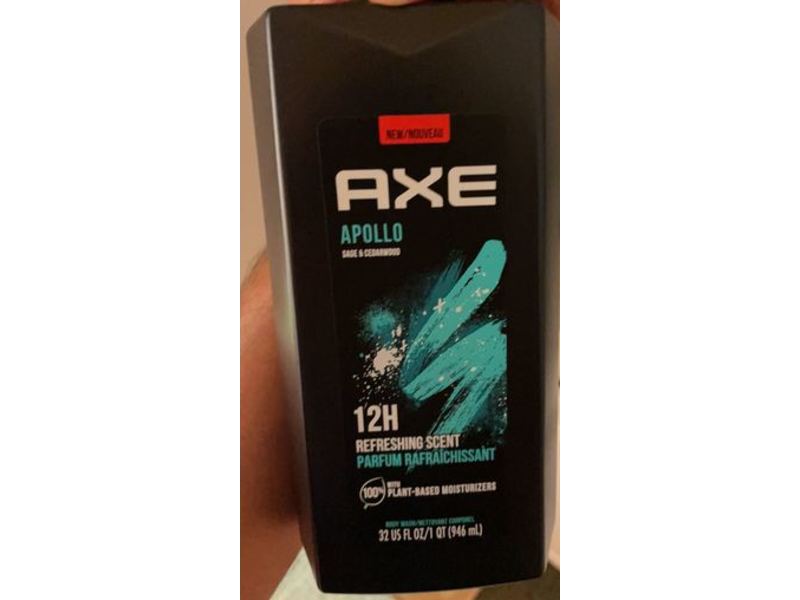 NEW/NOUVEAU
AXE
APOLLO
SAGE & CEDARWOOD
12H
REFRESHING SCENT
PARFUM RAFRAÎCHISSANT
100% WITH PLANT-BASED MOISTURIZERS
BODY WASH/NETTOYANT CORPOREL
32 US FL OZ/1 QT (946 mL)